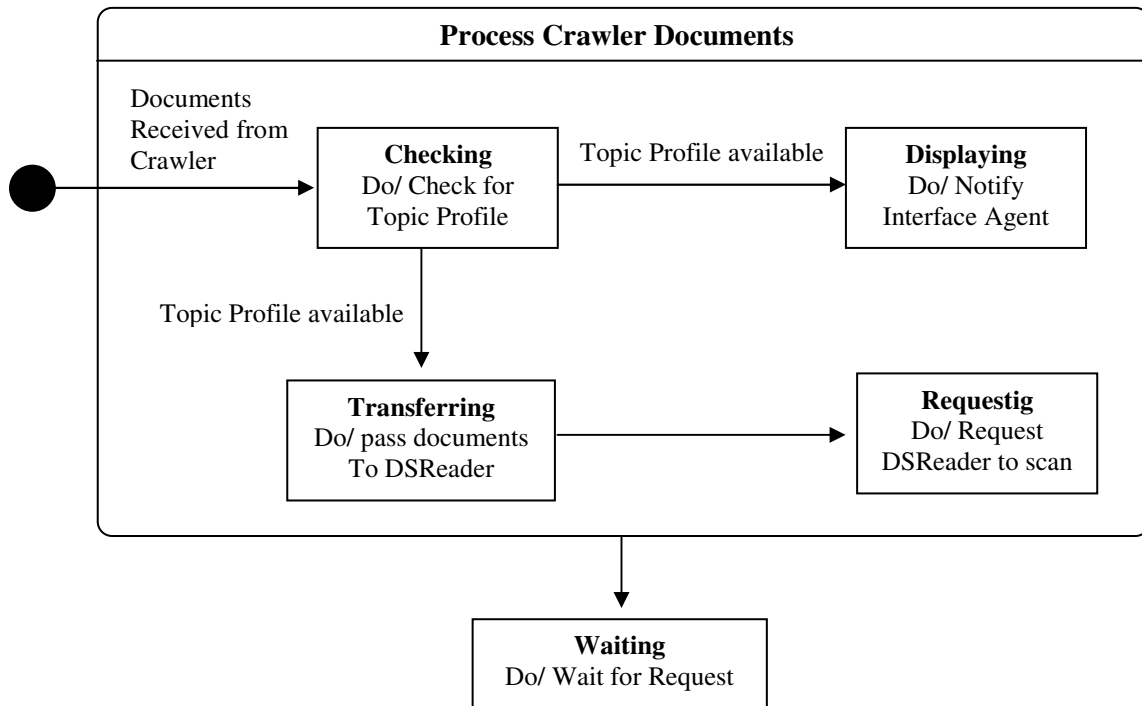 Process Crawler Documents
Documents
Received from
Crawler
Checking
Do/ Check for
Topic Profile
Topic Profile available
Displaying
Do/ Notify
Interface Agent
Topic Profile available
Transferring
Do/ pass documents
To DSReader
Requestig
Do/ Request
DSReader to scan
Waiting
Do/ Wait for Request